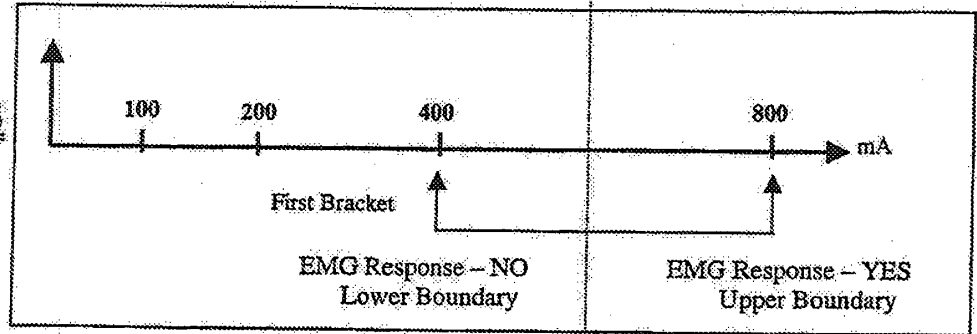 100 200 400 800
mA
First Bracket
EMG Response – NO EMG Response – YES
Lower Boundary Upper Boundary